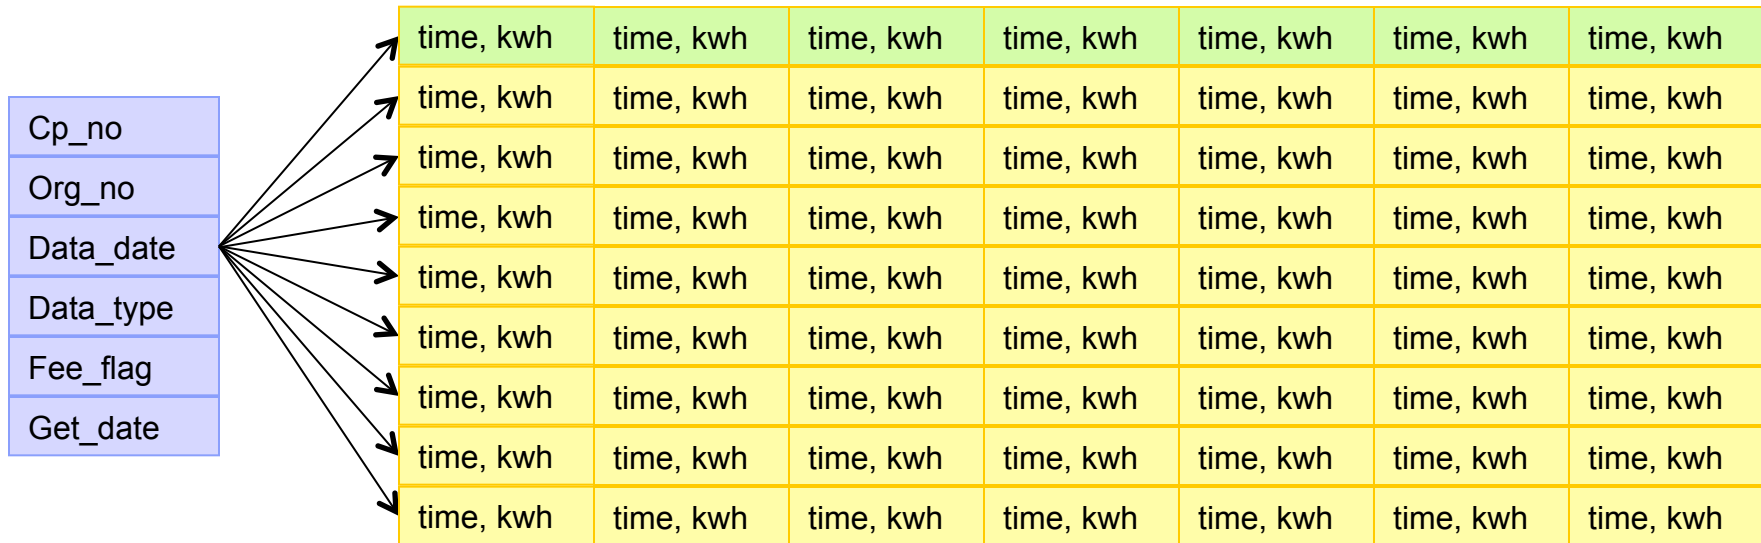 Cp_no
Org_no
Data_date
Data_type
Fee_flag
Get_date
time, kwh time, kwh time, kwh time, kwh time, kwh time, kwh time, kwh
time, kwh time, kwh time, kwh time, kwh time, kwh time, kwh time, kwh
time, kwh time, kwh time, kwh time, kwh time, kwh time, kwh time, kwh
time, kwh time, kwh time, kwh time, kwh time, kwh time, kwh time, kwh
time, kwh time, kwh time, kwh time, kwh time, kwh time, kwh time, kwh
time, kwh time, kwh time, kwh time, kwh time, kwh time, kwh time, kwh
time, kwh time, kwh time, kwh time, kwh time, kwh time, kwh time, kwh
time, kwh time, kwh time, kwh time, kwh time, kwh time, kwh time, kwh
time, kwh time, kwh time, kwh time, kwh time, kwh time, kwh time, kwh